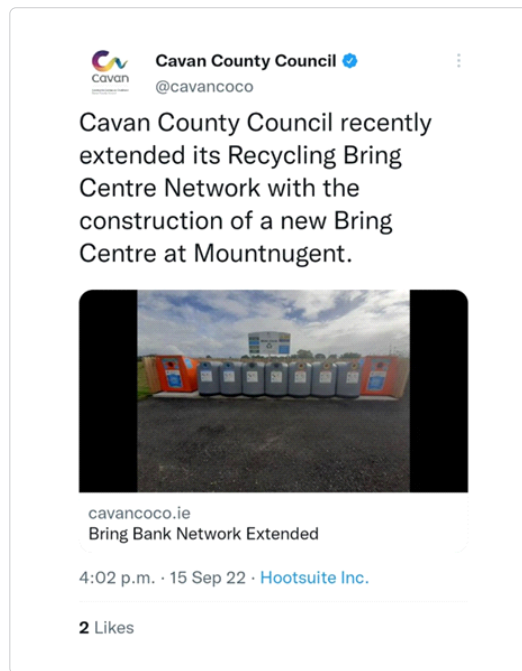 Cavan County Council
@cavancoco
Cavan
Cavan County Council recently
extended its Recycling Bring
Centre Network with the
construction of a new Bring
Centre at Mountnugent.
cavancoco.ie
Bring Bank Network Extended
4:02 p.m. · 15 Sep 22 · Hootsuite Inc.
2 Likes